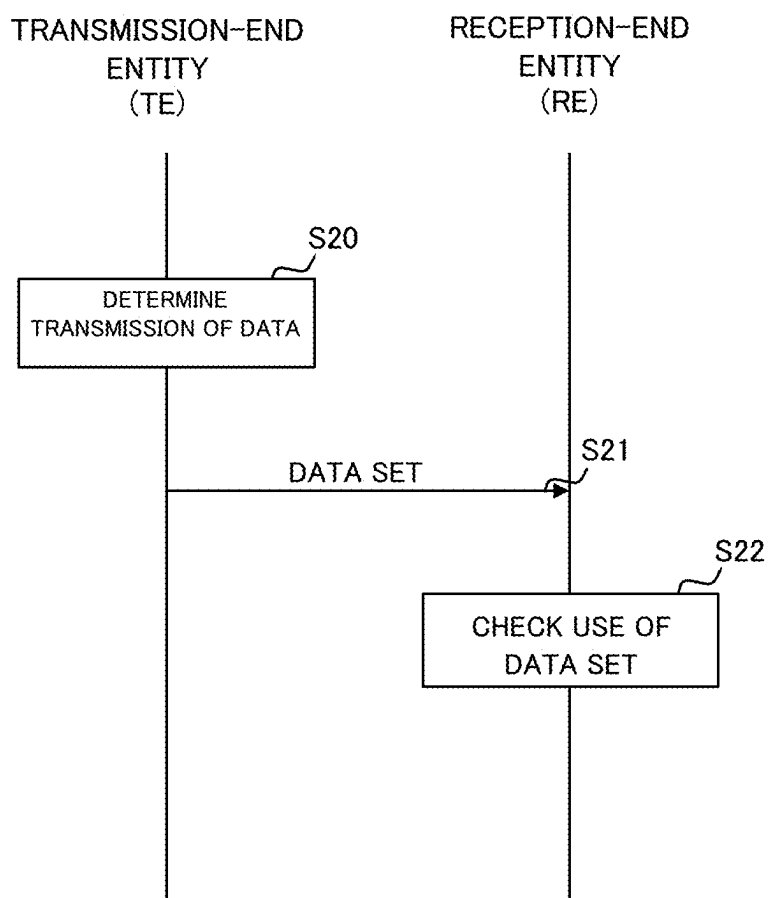 TRANSMISSION-END
ENTITY
(TE)
RECEPTION-END
ENTITY
(RE)
S20
DETERMINE
TRANSMISSION OF DATA
DATA SET
S21
S22
CHECK USE OF
DATA SET